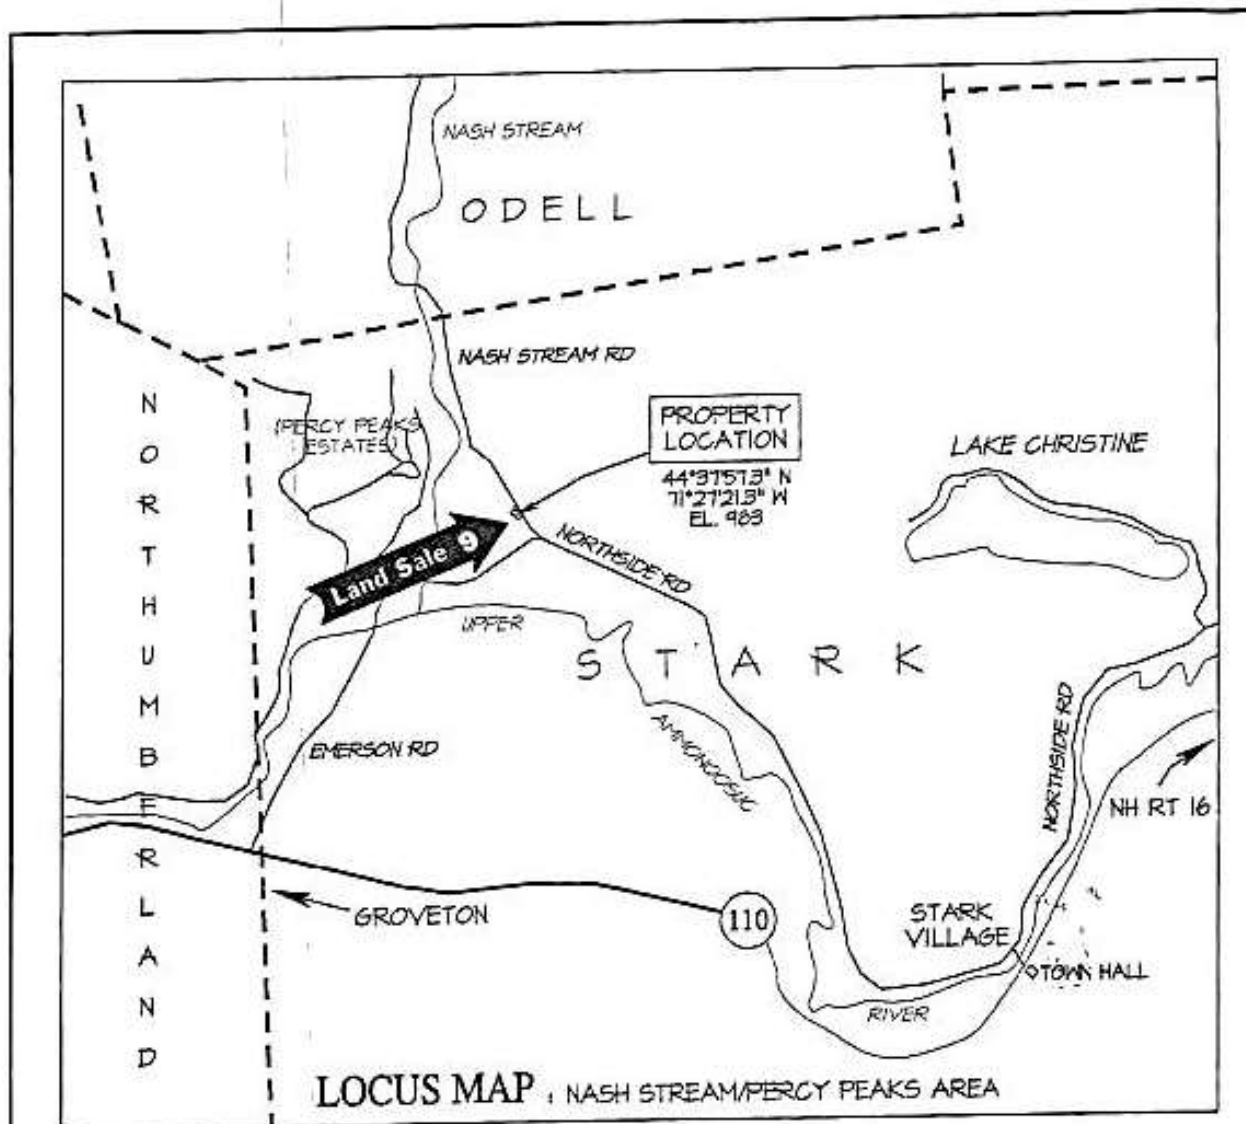 NASH STREAM
ODELL
NASH STREAM RD
(PERCY PEAKS
ESTATES)
PROPERTY
LOCATION
44°37'57.3" N
71°27'21.3" W
EL. 983
LAKE CHRISTINE
Land Sale 9
NORTHSIDE RD
UPPER
STARK
AMMONOOSUC
NORTHUMBERLAND
EMERSON RD
NORTHSIDE RD
NH RT 16
GROVETON
110
STARK
VILLAGE
TOWN HALL
RIVER
LOCUS MAP : NASH STREAM/PERCY PEAKS AREA